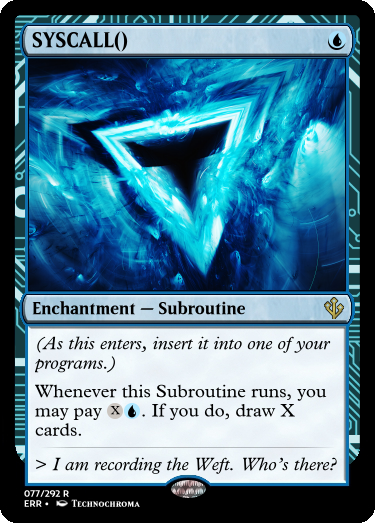 SYSCALL()
Enchantment — Subroutine
(As this enters, insert it into one of your
programs.)
Whenever this Subroutine runs, you
may pay X. If you do, draw X
cards.
> I am recording the Weft. Who's there?
077/292 R
ERR • Technochroma